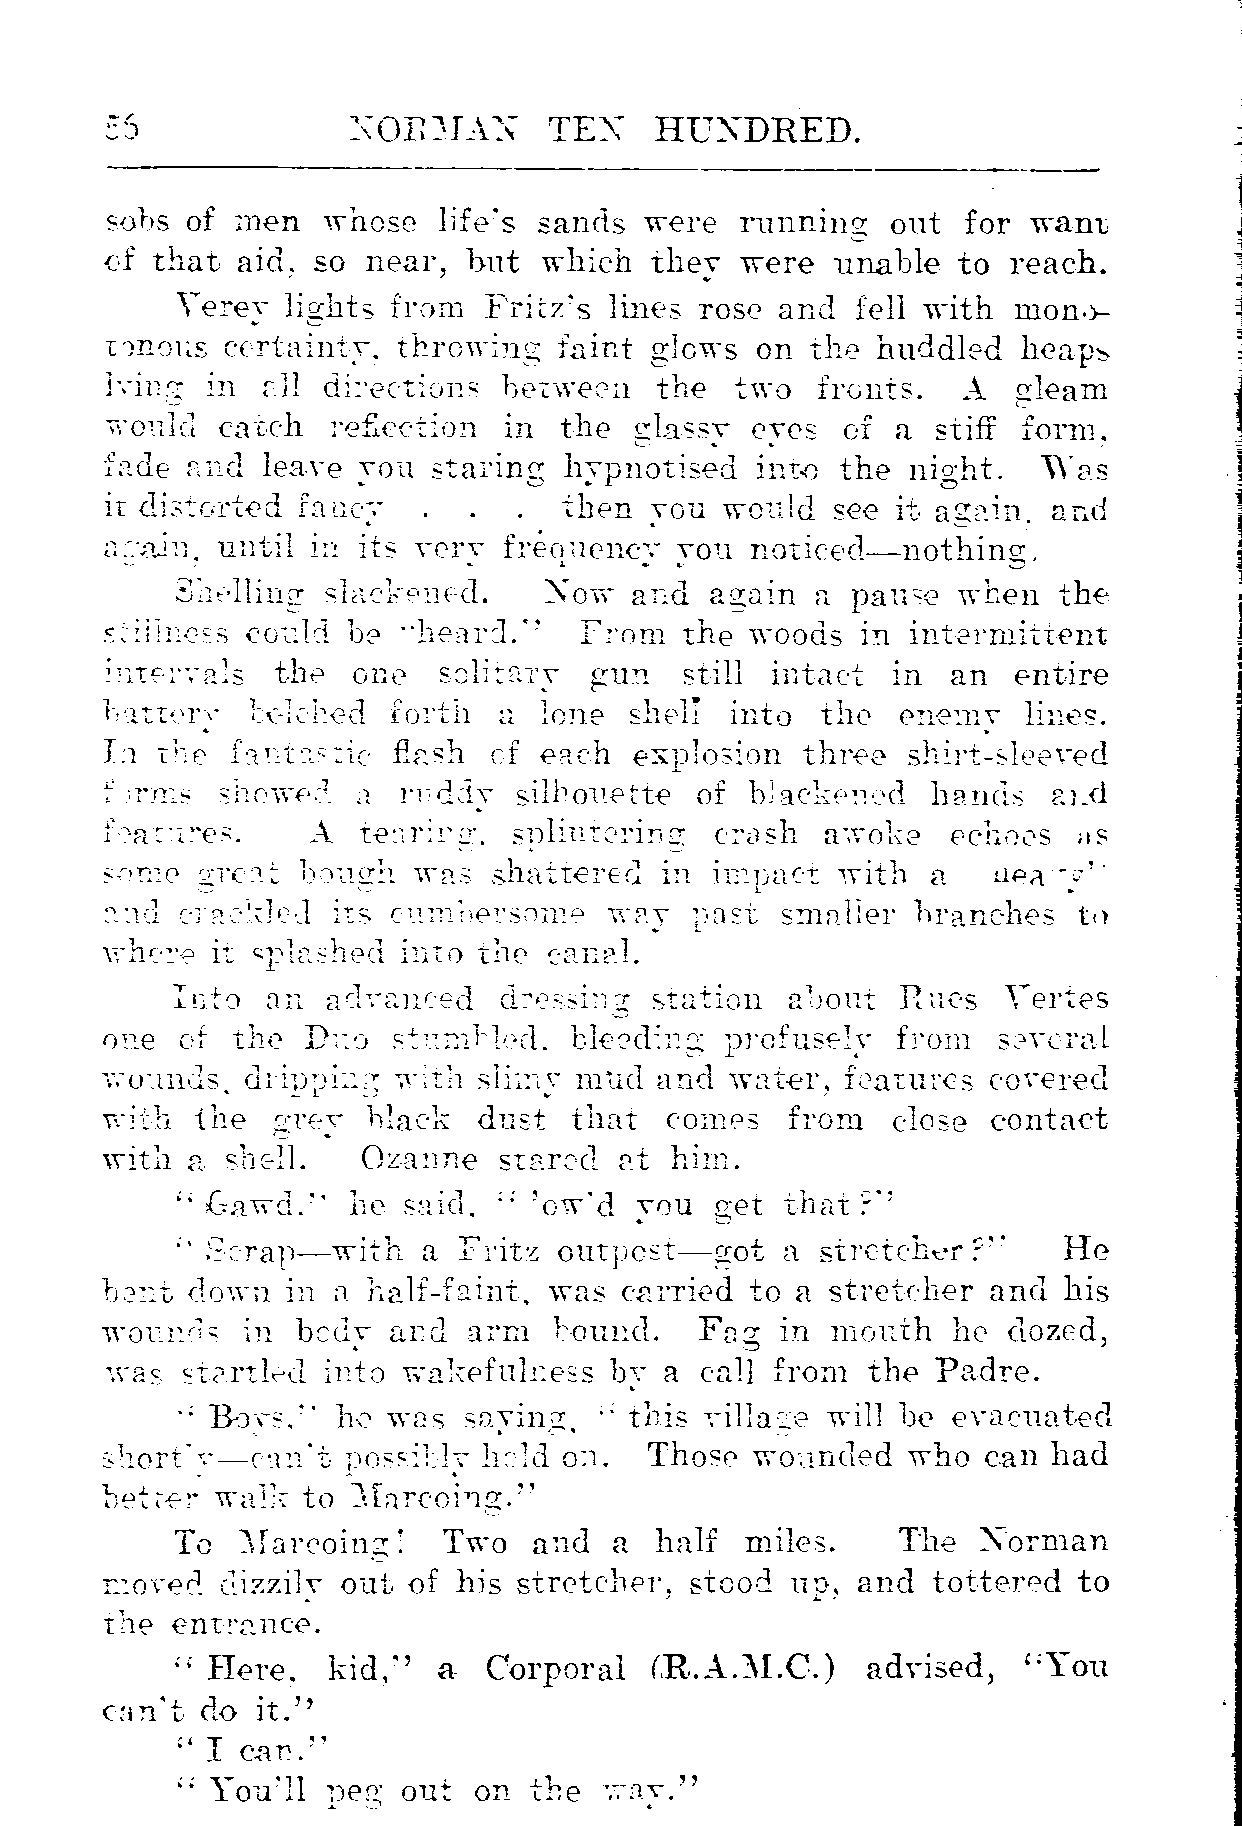 56 NORMAN TEN HUNDRED.
sobs of men whose life's sands were running out for want
of that aid, so near, but which they were unable to reach.
Verey lights from Fritz's lines rose and fell with mono-
tonous certainty, throwing faint glows on the huddled heaps
lying in all directions between the two fronts. A gleam
would catch reflection in the glassy eyes of a stiff form,
fade and leave you staring hypnotised into the night. Was
it distorted fancy . . . then you would see it again, and
again, until in its very frequency you noticed—nothing.
Shelling slackened. Now and again a pause when the
stillness could be "heard." From the woods in intermittent
intervals the one solitary gun still intact in an entire
battery belched forth a lone shell into the enemy lines.
In the fantastic flash of each explosion three shirt-sleeved
forms showed a ruddy silhouette of blackened hands and
features. A tearing, splintering crash awoke echoes as
some great bough was shattered in impact with a "heavy"
and crackled its cumbersome way past smaller branches to
where it splashed into the canal.
Into an advanced dressing station about Rues Vertes
one of the Duo stumbled, bleeding profusely from several
wounds, dripping with slimy mud and water, features covered
with the grey black dust that comes from close contact
with a shell. Ozanne stared at him.
" Gawd," he said, " 'ow'd you get that?"
" Scrap—with a Fritz outpost—got a stretcher?" He
bent down in a half-faint, was carried to a stretcher and his
wounds in body and arm bound. Fag in mouth he dozed,
was startled into wakefulness by a call from the Padre.
" Boys," he was saying, " this village will be evacuated
shortly—can't possibly hold on. Those wounded who can had
better walk to Marcoing."
To Marcoing! Two and a half miles. The Norman
moved dizzily out of his stretcher, stood up, and tottered to
the entrance.
" Here, kid," a Corporal (R.A.M.C.) advised, "You
can't do it."
" I can."
" You'll peg out on the way."